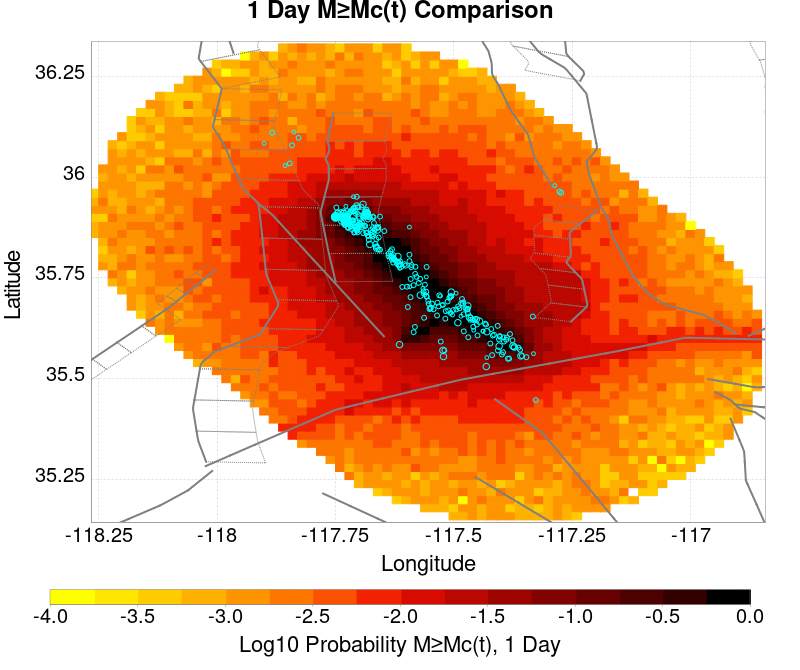 1 Day M≥Mc(t) Comparison
36.25
36
35.75
35.5
35.25
Latitude
-118.25 -118 -117.75 -117.5 -117.25 -117
Longitude
-4.0 -3.5 -3.0 -2.5 -2.0 -1.5 -1.0 -0.5 0.0
Log10 Probability M≥Mc(t), 1 Day